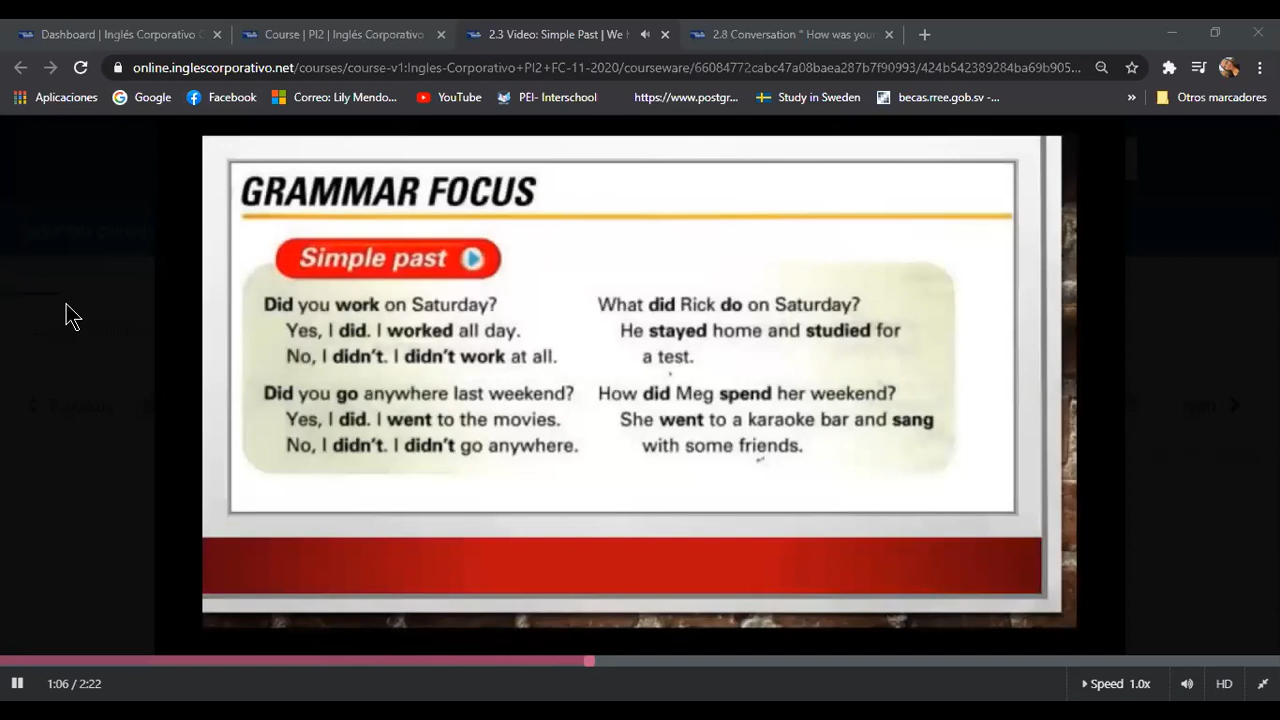 Dashboard | Inglés Corporativo C
Course | PI2 | Inglés Corporativo
2.3 Video: Simple Past | We
2.8 Conversation " How was your
online.inglescorporativo.net/courses/course-v1:Ingles-Corporativo+PI2+FC-11-2020/courseware/66084772cabc47a08baea287b7f90993/424b542389284ba69b905...
Aplicaciones
Google
Facebook
Correo: Lily Mendo...
YouTube
PEI- Interschool
https://www.postgr...
Study in Sweden
becas.rree.gob.sv -...
»
Otros marcadores
GRAMMAR FOCUS
Simple past
Did you work on Saturday?
Yes, I did. I worked all day.
No, I didn't. I didn't work at all.
Did you go anywhere last weekend?
Yes, I did. I went to the movies.
No, I didn't. I didn't go anywhere.
What did Rick do on Saturday?
He stayed home and studied for
a test.
How did Meg spend her weekend?
She went to a karaoke bar and sang
with some friends.
1:06 / 2:22
Speed 1.0x
HD